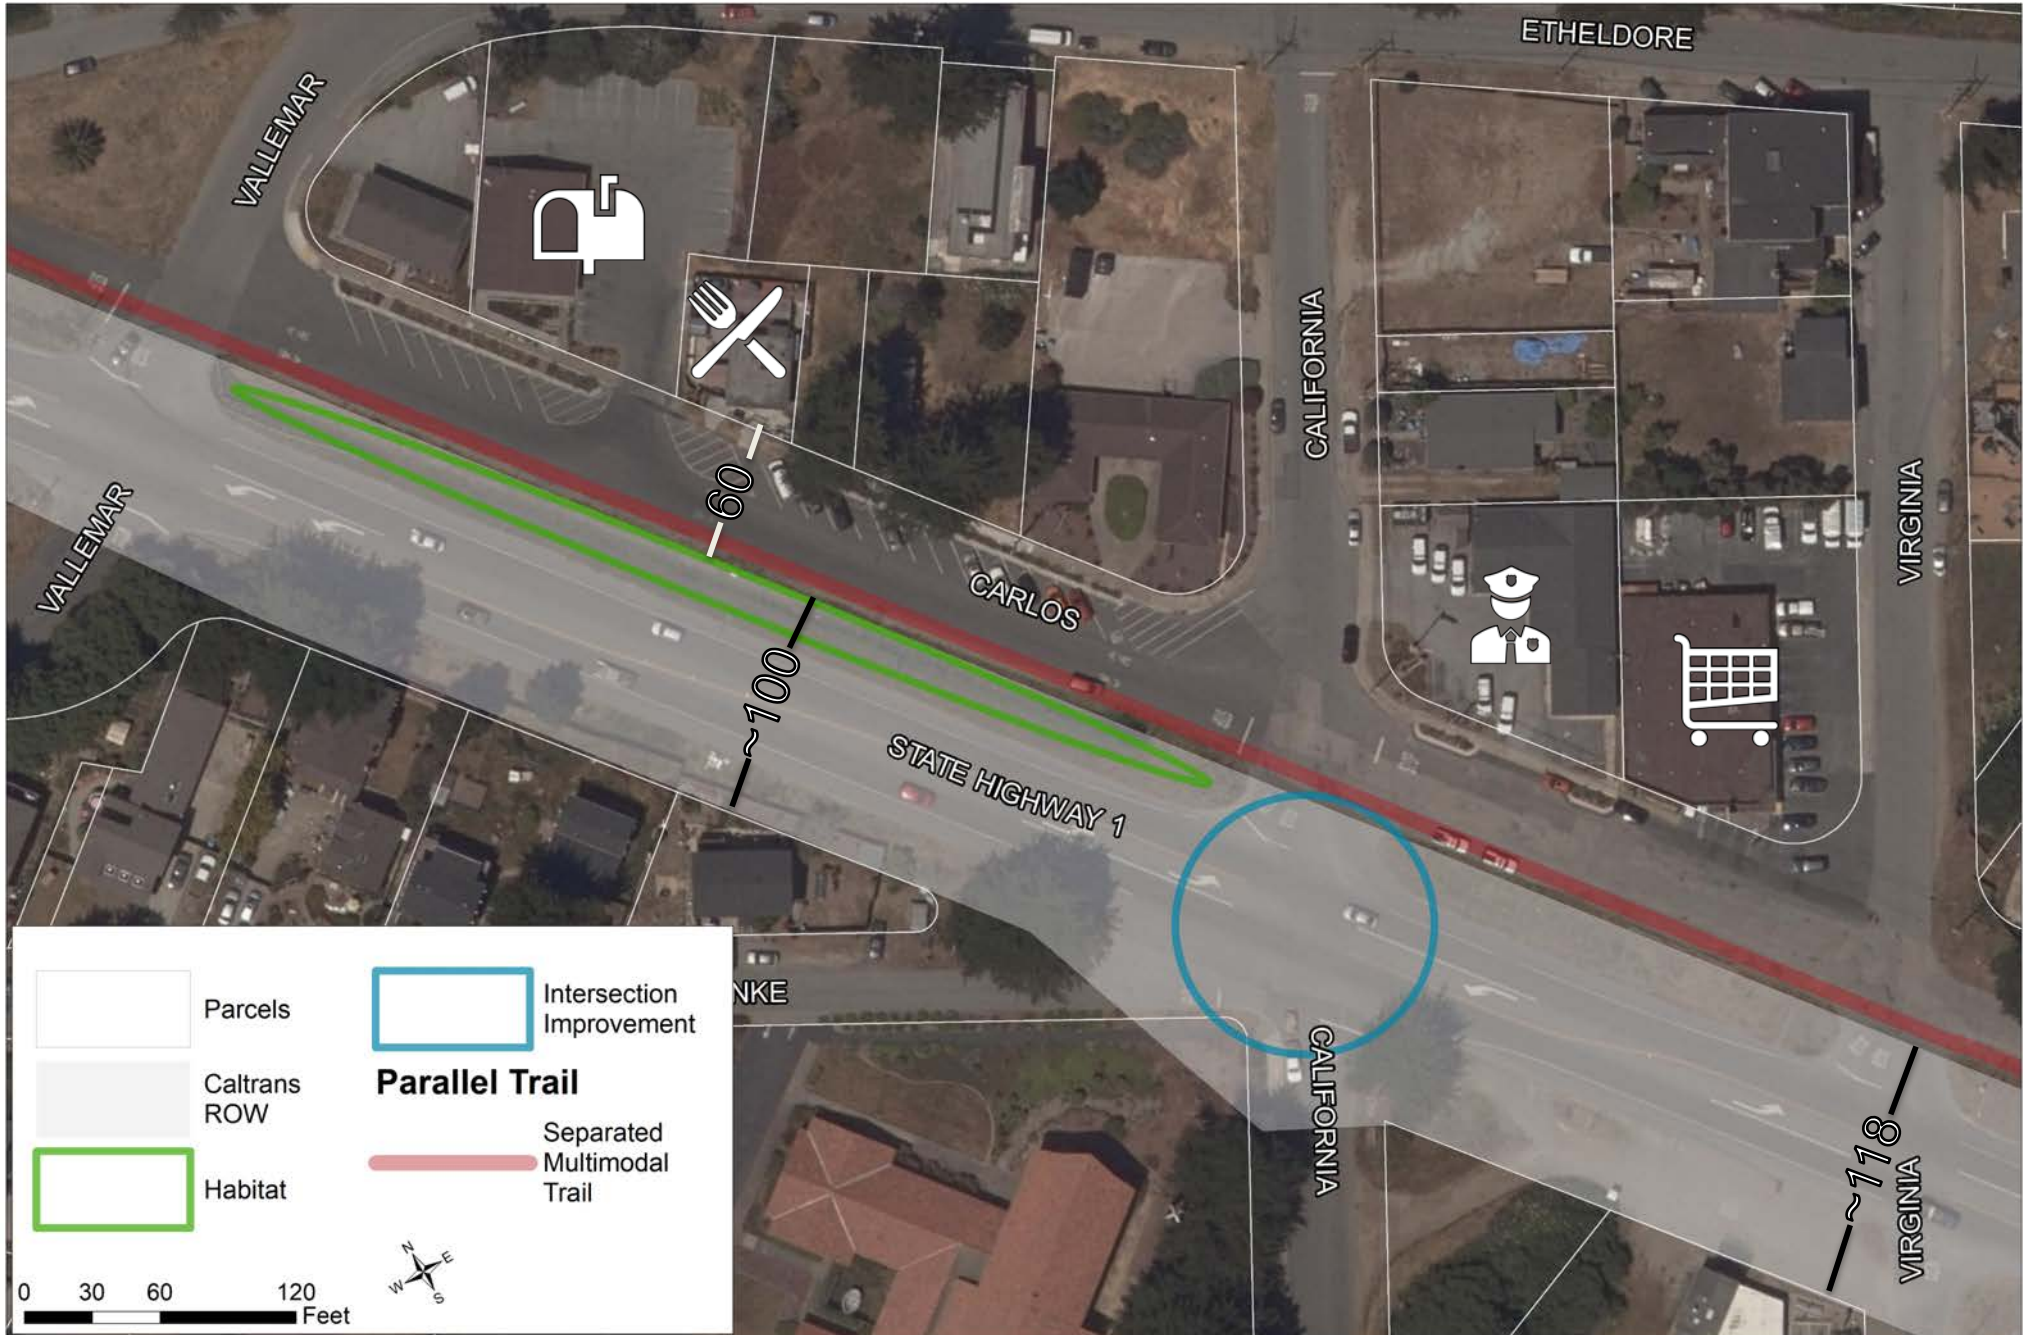 ETHELDORE
VALLEMAR
CALIFORNIA
VIRGINIA
VALLEMAR
60
CARLOS
~100
STATE HIGHWAY 1
NKE
CALIFORNIA
~118
VIRGINIA
Parcels
Caltrans
ROW
Habitat
Intersection
Improvement
Parallel Trail
Separated
Multimodal
Trail
N
E
W
S
0 30 60 120
Feet